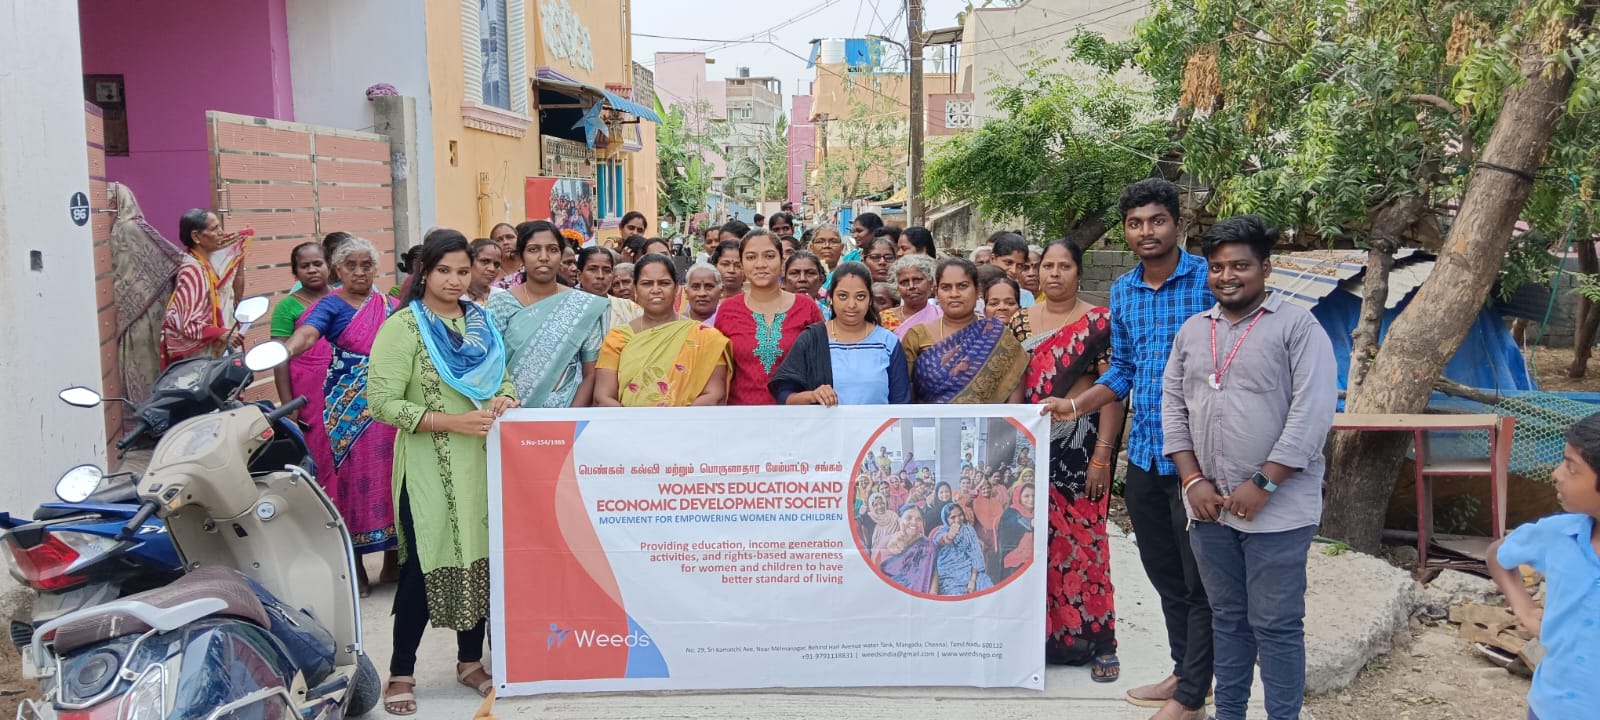 1
86
S.No-154/1989
பெண்கள் கல்வி மற்றும் பொருளாதார மேம்பாட்டு சங்கம்
WOMEN'S EDUCATION AND
ECONOMIC DEVELOPMENT SOCIETY
MOVEMENT FOR EMPOWERING WOMEN AND CHILDREN
Providing education, income generation
activities, and rights-based awareness
for women and children to have
better standard of living
Weeds
No. 29, Sri Kamatchi Ave, Near Melmanagar, Behind Hail Avenue water Tank, Mangadu, Chennai, Tamil Nadu 600122
+91-9791118831 | weedsindia@gmail.com | www.weedsngo.org